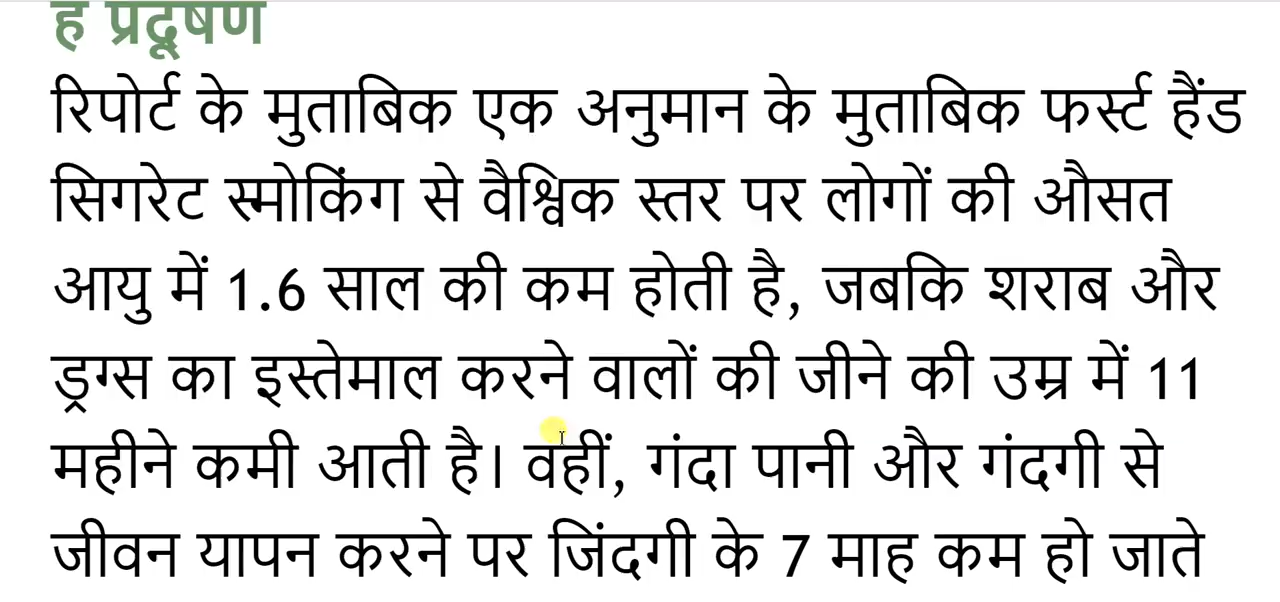 है प्रदूषण
रिपोर्ट के मुताबिक एक अनुमान के मुताबिक फर्स्ट हैंड
सिगरेट स्मोकिंग से वैश्विक स्तर पर लोगों की औसत
आयु में 1.6 साल की कम होती है, जबकि शराब और
ड्रग्स का इस्तेमाल करने वालों की जीने की उम्र में 11
महीने कमी आती है। वहीं, गंदा पानी और गंदगी से
जीवन यापन करने पर जिंदगी के 7 माह कम हो जाते